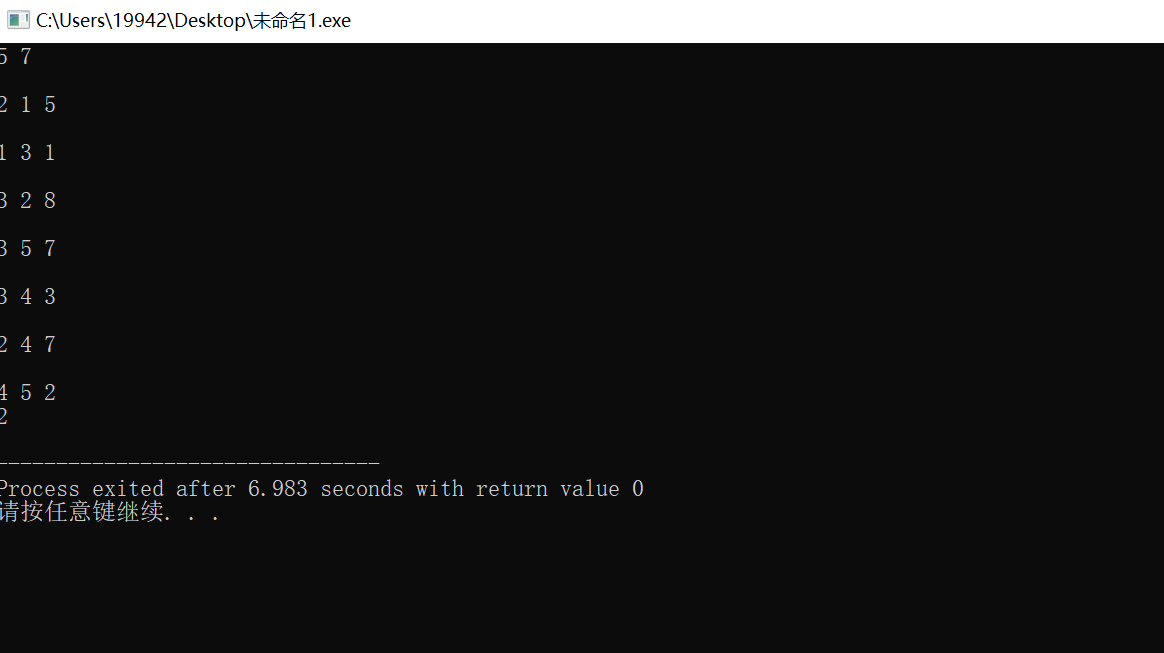 C:\Users\19942\Desktop\未命名1.exe
5 7
2 1 5
1 3 1
3 2 8
3 5 7
3 4 3
2 4 7
4 5 2
2
--------------------------------
Process exited after 6.983 seconds with return value 0
请按任意键继续. . .